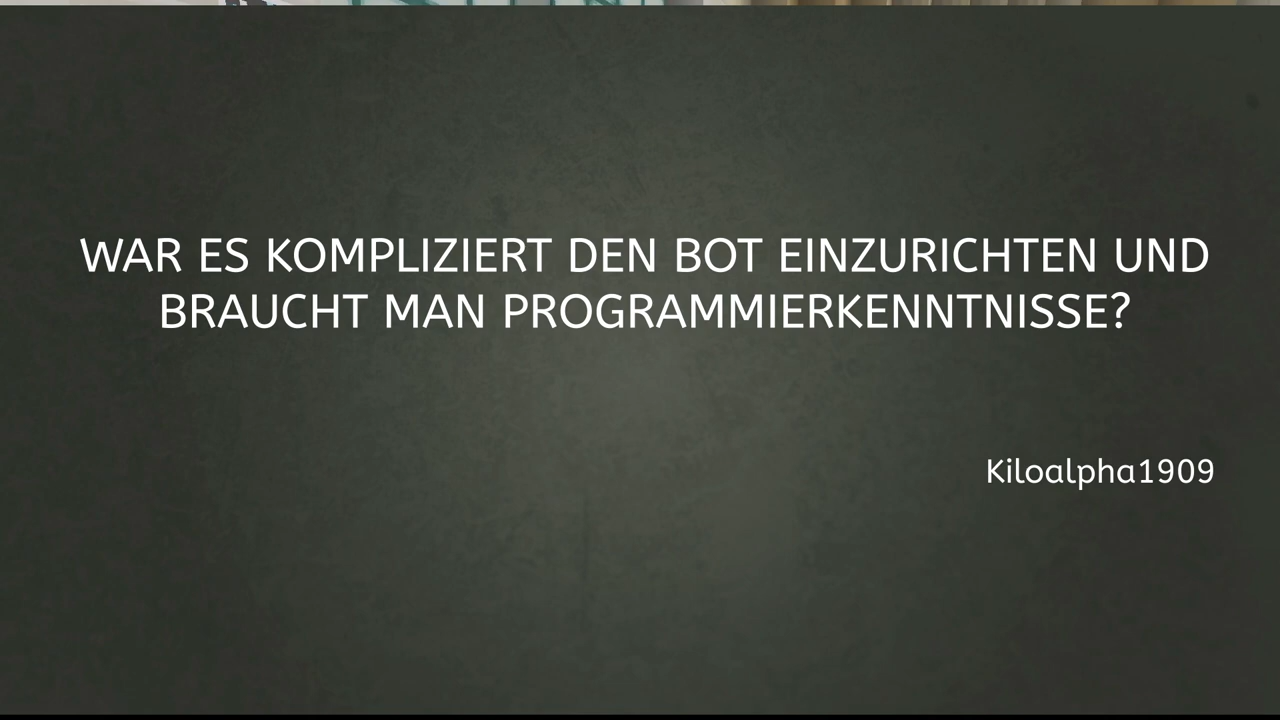 WAR ES KOMPLIZIERT DEN BOT EINZURICHTEN UND
BRAUCHT MAN PROGRAMMIERKENNTNISSE?
Kiloalpha1909